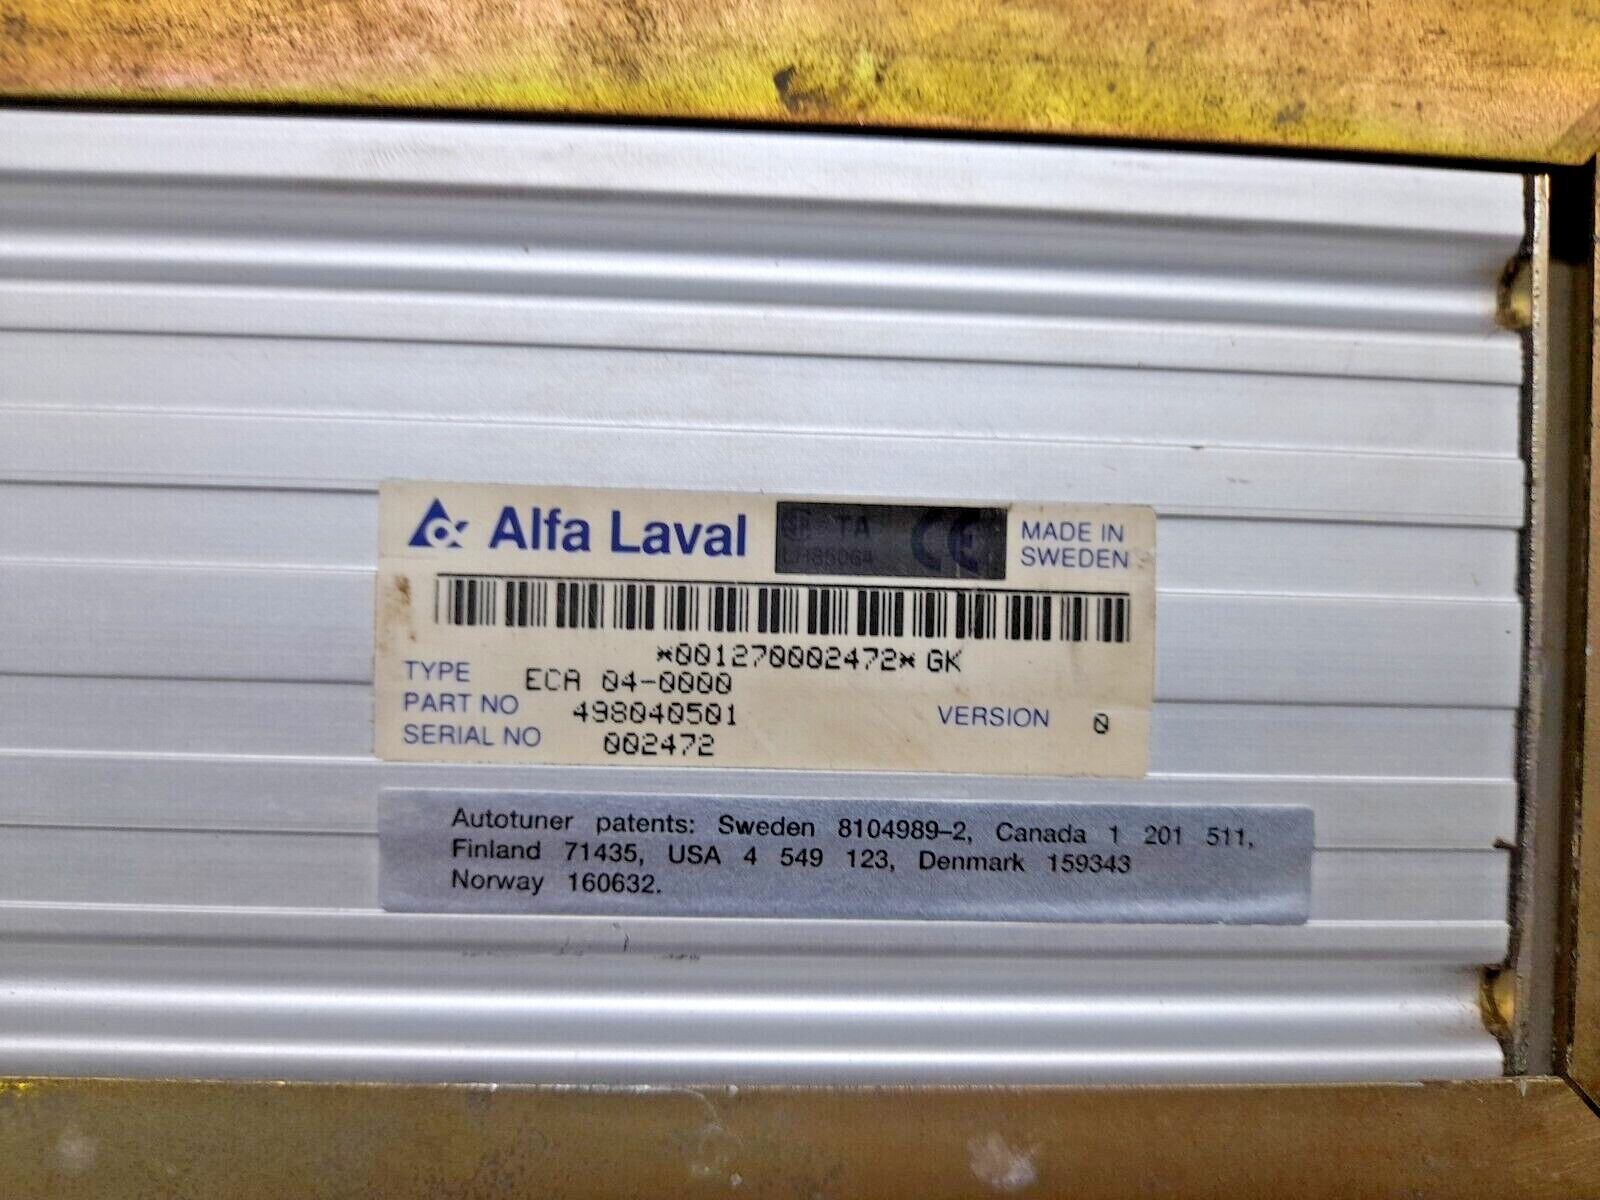 Alfa Laval
TA
CE
MADE IN
SWEDEN
*001270002472* GK
TYPE ECA 04-0000
PART NO 498040501 VERSION 0
SERIAL NO 002472
Autotuner patents: Sweden 8104989-2, Canada 1 201 511,
Finland 71435, USA 4 549 123, Denmark 159343
Norway 160632.